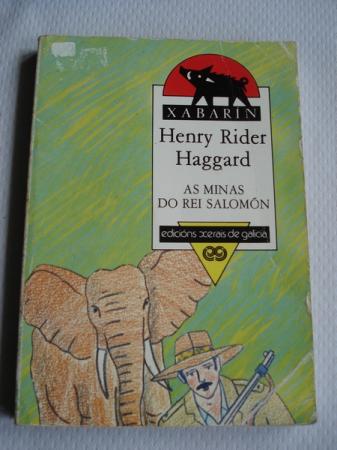 XABARÍN
Henry Rider
Haggard
AS MINAS
DO REI SALOMÓN
edicións xerais de galicia